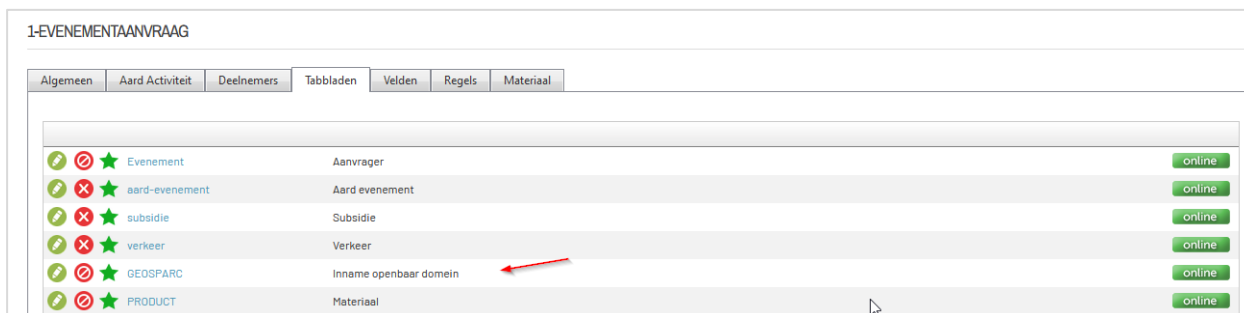 1-EVENEMENTAANVRAAG
Algemeen Aard Activiteit Deelnemers Tabbladen Velden Regels Materiaal
Evenement Aanvrager online
aard-evenement Aard evenement online
subsidie Subsidie online
verkeer Verkeer online
GEOSPARC Inname openbaar domein online
PRODUCT Materiaal online